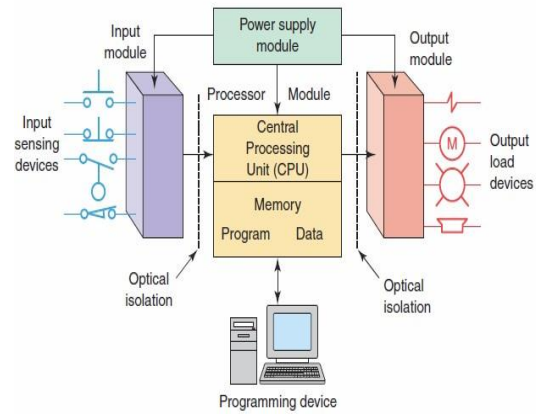 Input
module
Power supply
module
Output
module
Processor Module
Input
sensing
devices
Central
Processing
Unit (CPU)
Memory
Program Data
M
Output
load
devices
Optical
isolation
Optical
isolation
Programming device